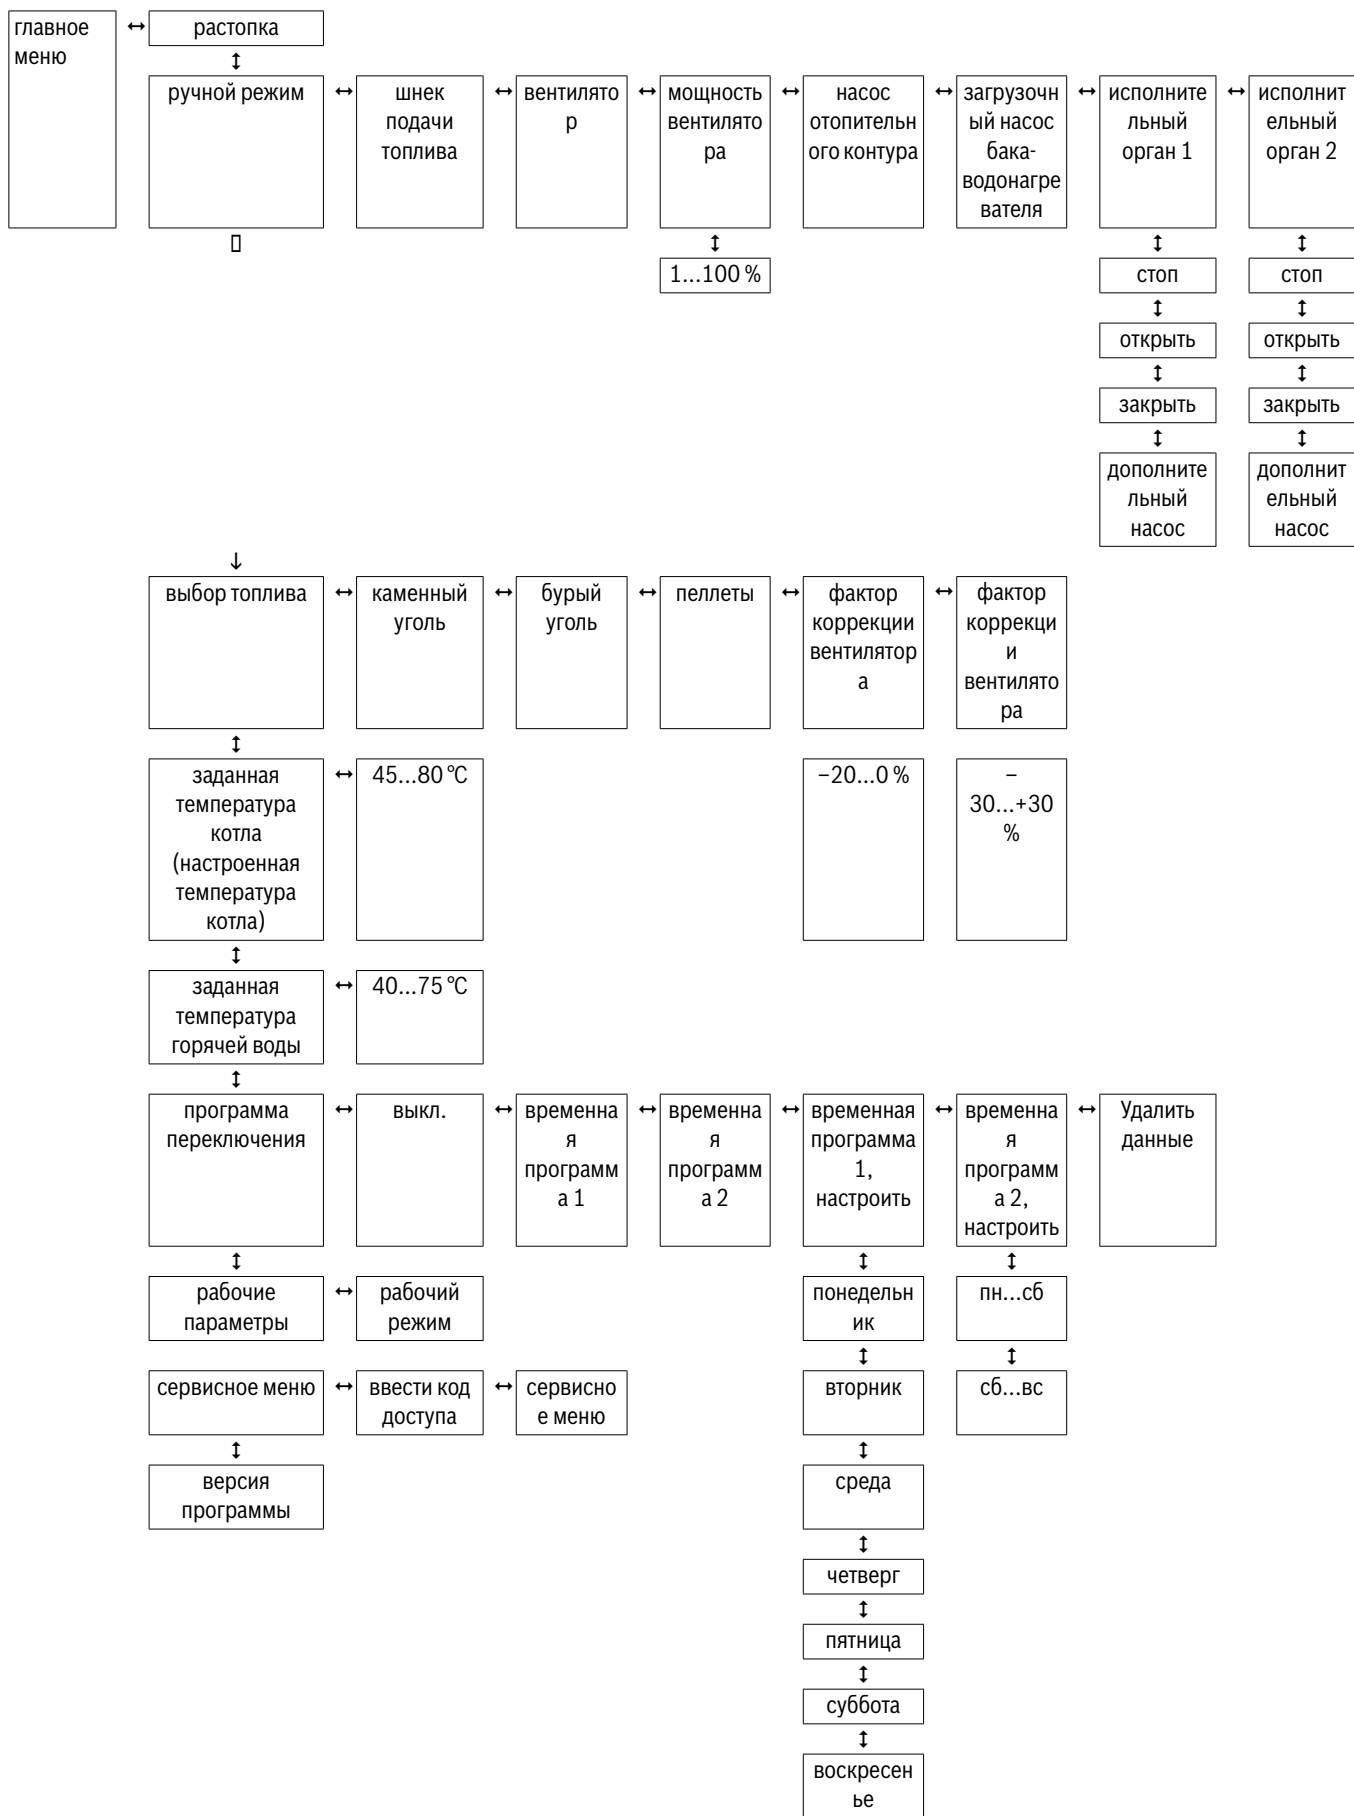 главное
меню
↔
растопка
↕
ручной режим
↔
шнек
подачи
топлива
↔
вентилято
р
↔
мощность
вентилято
ра
↔
насос
отопительн
ого контура
↔
загрузочн
ый насос
бака-
водонагре
вателя
↔
исполните
льный
орган 1
↔
исполнит
ельный
орган 2
▯
↕
↕
↕
1...100 %
стоп
стоп
↕
↕
открыть
открыть
↕
↕
закрыть
закрыть
↕
↕
дополните
льный
насос
дополнит
ельный
насос
↓
выбор топлива
↔
каменный
уголь
↔
бурый
уголь
↔
пеллеты
↔
фактор
коррекции
вентилятор
а
↔
фактор
коррекци
и
вентилято
ра
↕
заданная
температура
котла
(настроенная
температура
котла)
↔
45...80 °C
−20...0 %
−
30...+30
%
↕
заданная
температура
горячей воды
↔
40...75 °C
↕
программа
переключения
↔
выкл.
↔
временна
я
программ
а 1
↔
временна
я
программ
а 2
↔
временная
программа
1,
настроить
↔
временна
я
программ
а 2,
настроить
↔
Удалить
данные
↕
↕
↕
рабочие
параметры
↔
рабочий
режим
понедельн
ик
пн...сб
↕
↕
сервисное меню
↔
ввести код
доступа
↔
сервисно
е меню
вторник
сб...вс
↕
↕
версия
программы
среда
↕
четверг
↕
пятница
↕
суббота
↕
воскресен
ье